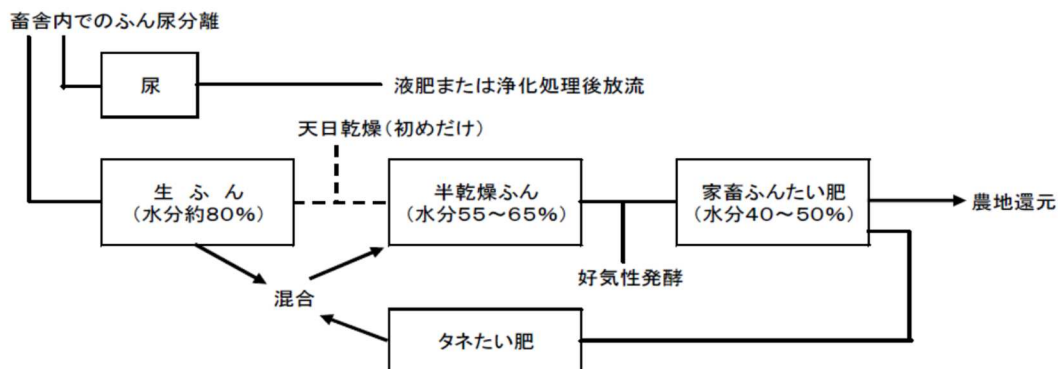 畜舎内でのふん尿分離
尿
液肥または浄化処理後放流
天日乾燥(初めだけ)
生 ふ ん
(水分約80%)
半乾燥ふん
(水分55~65%)
家畜ふんたい肥
(水分40~50%)
農地還元
好気性発酵
混合
タネたい肥